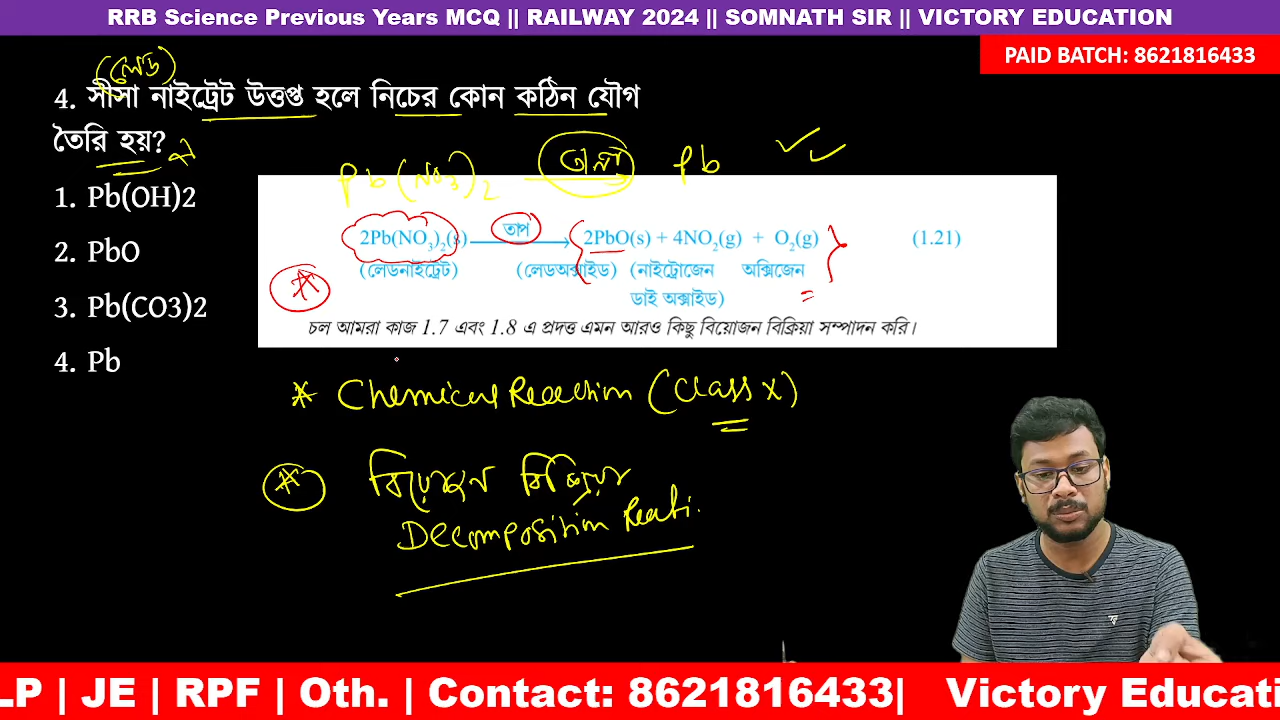 RRB Science Previous Years MCQ || RAILWAY 2024 || SOMNATH SIR || VICTORY EDUCATION
PAID BATCH: 8621816433
(লেড)
4. সীসা নাইট্রেট উত্তপ্ত হলে নিচের কোন কঠিন যৌগ
তৈরি হয়?
Pb(NO3)2 তাপ Pb
1. Pb(OH)2
2. PbO
3. Pb(CO3)2
4. Pb
2Pb(NO₃)₂(s) তাপ→ 2PbO(s) + 4NO₂(g) + O₂(g) (1.21)
(লেডনাইট্রেট) (লেডঅক্সাইড) (নাইট্রোজেন অক্সিজেন
ডাই অক্সাইড)
চল আমরা কাজ 1.7 এবং 1.8 এ প্রদত্ত এমন আরও কিছু বিয়োজন বিক্রিয়া সম্পাদন করি।
Chemical Reaction (Class X)
বিয়োজন বিক্রিয়া
Decomposition Reacti.
LP | JE | RPF | Oth. | Contact: 8621816433| Victory Educati